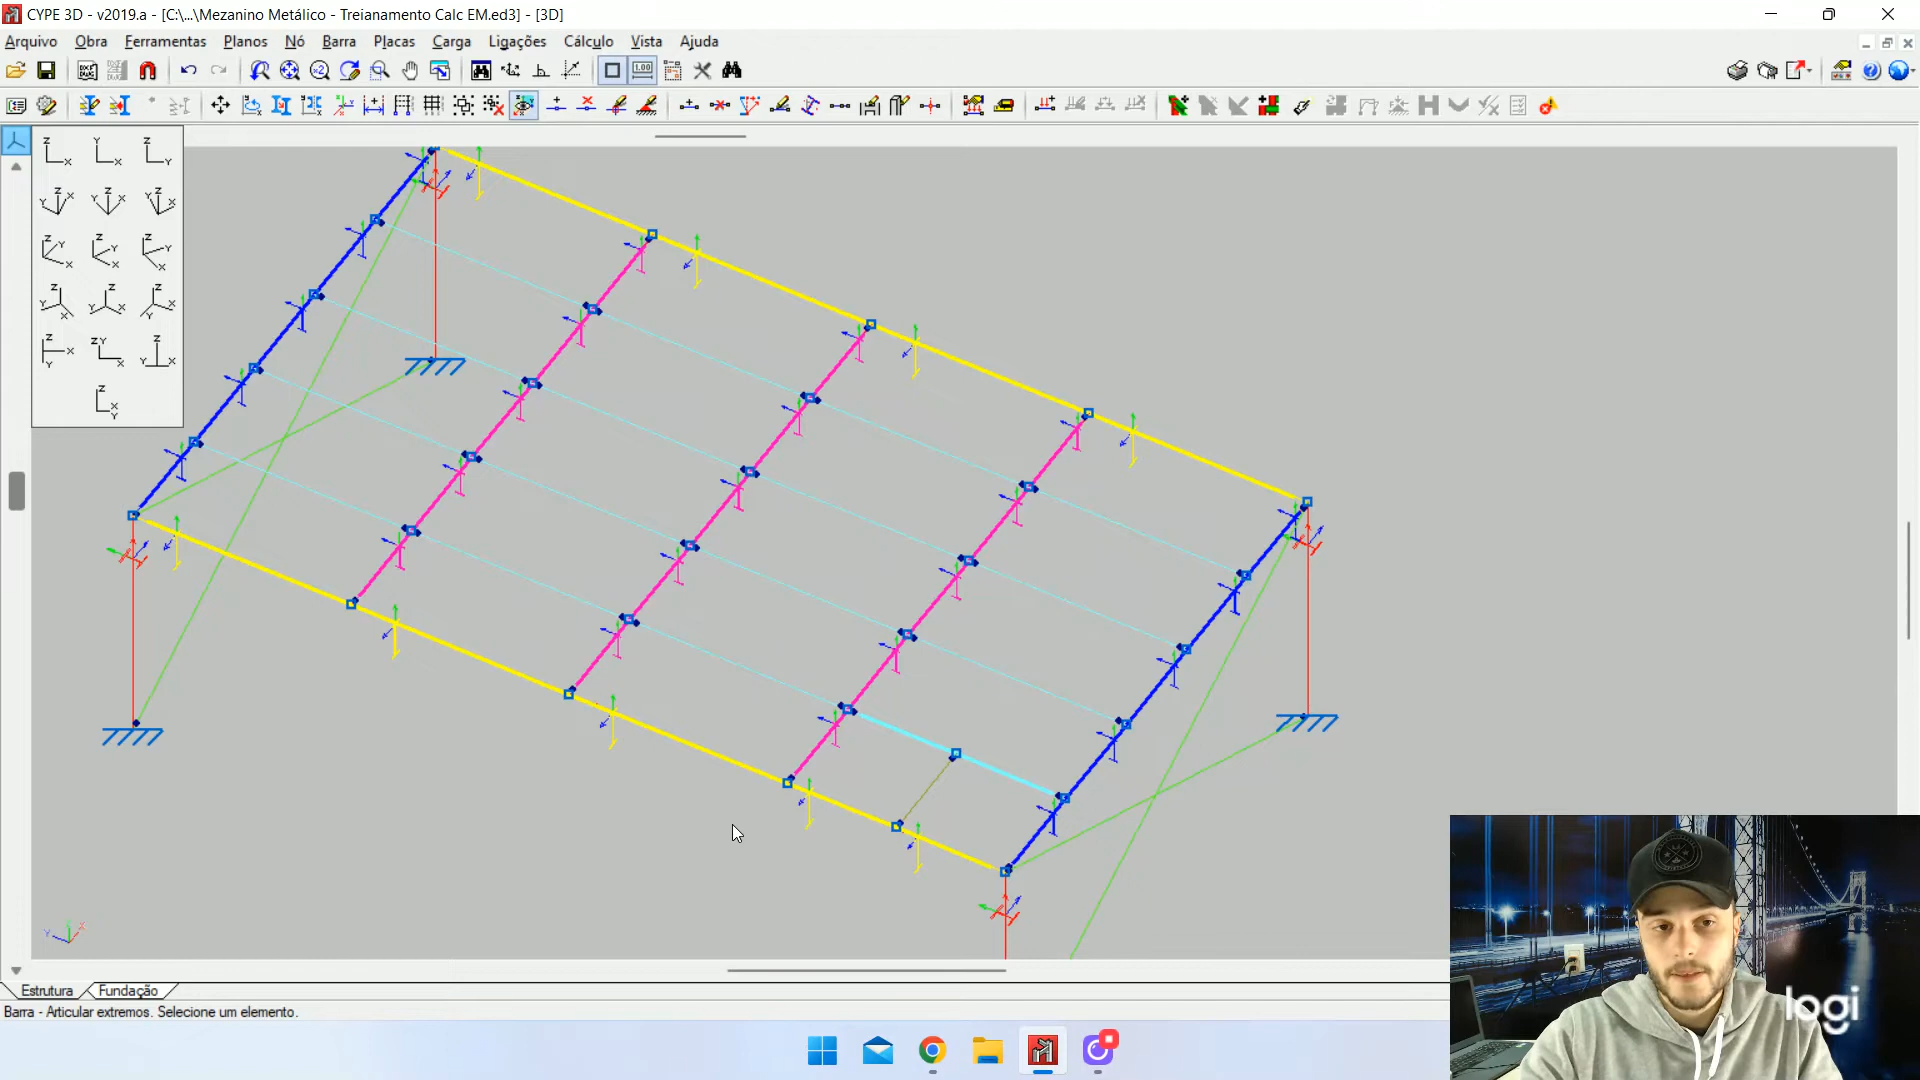 CYPE 3D - v2019.a - [C:\...\Mezanino Metálico - Treianamento Calc EM.ed3] - [3D]
Arquivo Obra Ferramentas Planos Nó Barra Placas Carga Ligações Cálculo Vista Ajuda
Z X Y X Z Y
Estrutura Fundação
Barra - Articular extremos. Selecione um elemento.
logi